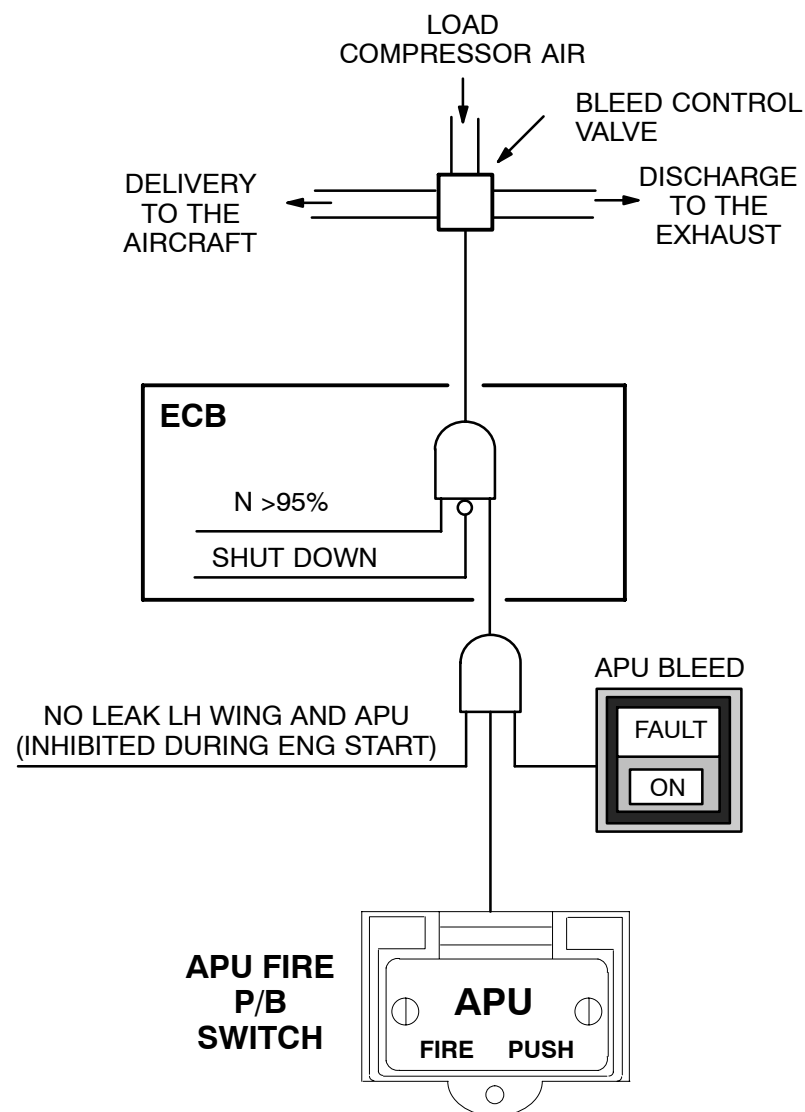 LOAD
COMPRESSOR AIR
BLEED CONTROL
VALVE
DELIVERY
TO THE
AIRCRAFT
DISCHARGE
TO THE
EXHAUST
ECB
N >95%
SHUT DOWN
NO LEAK LH WING AND APU
(INHIBITED DURING ENG START)
APU BLEED
FAULT
ON
APU FIRE
P/B
SWITCH
APU
FIRE PUSH